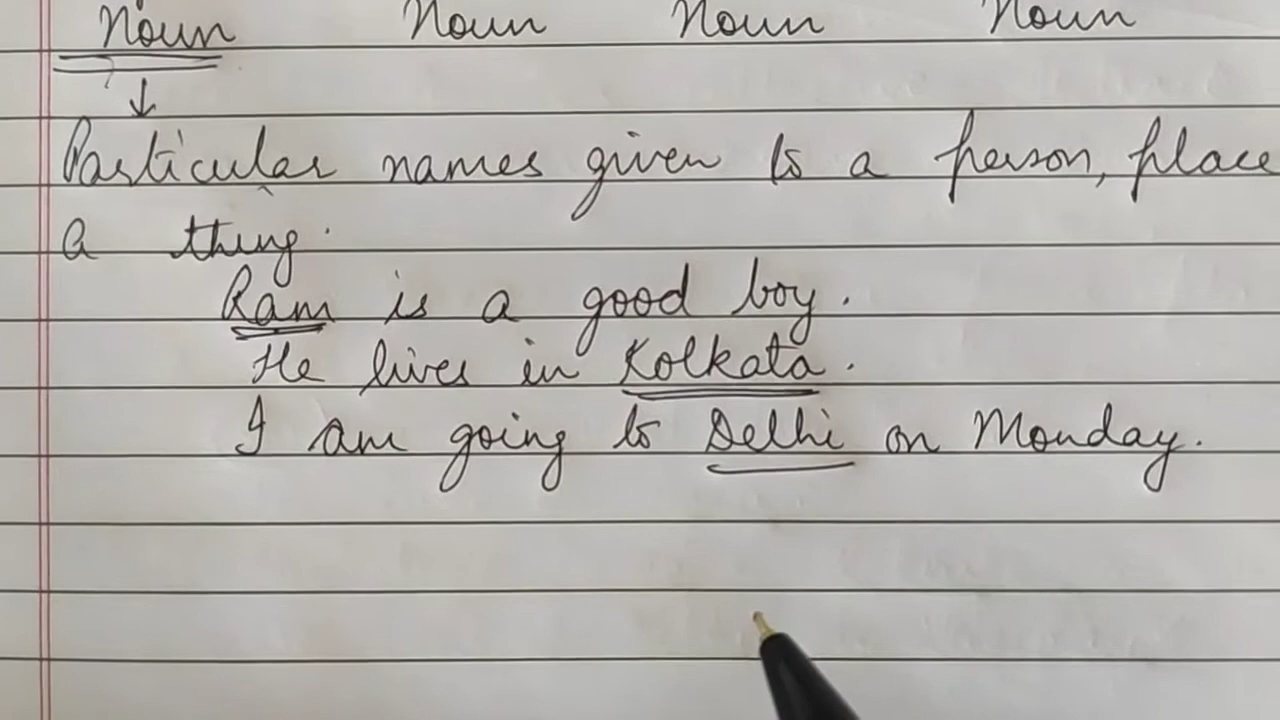 Noun Noun Noun Noun
Particular names given to a person, place
a thing.
Ram is a good boy.
He lives in Kolkata.
I am going to Delhi on Monday.